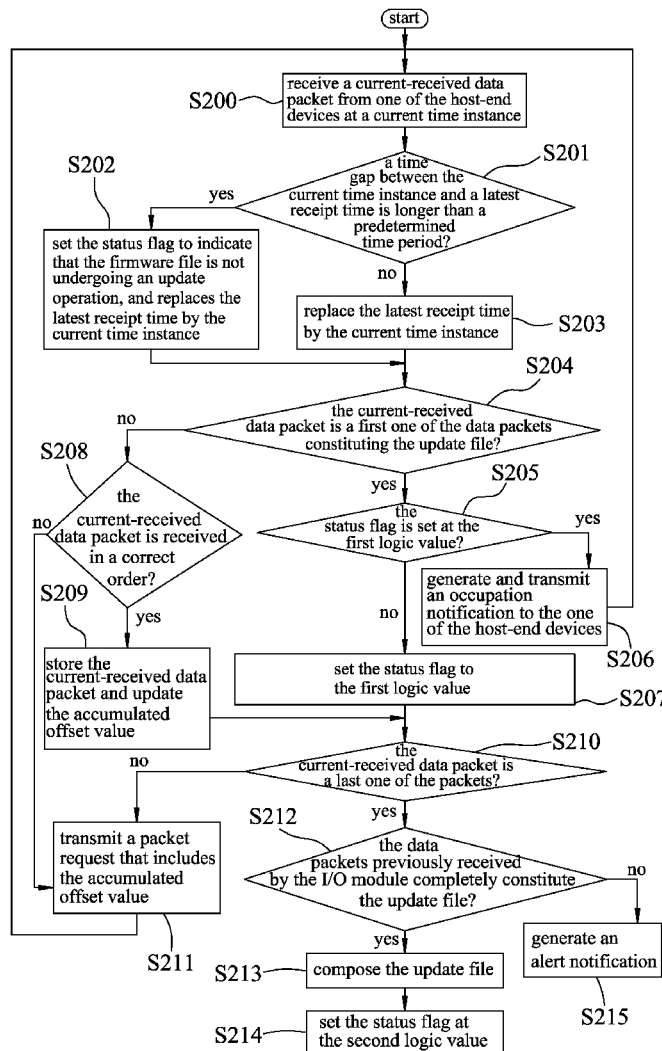 start
receive a current-received data
packet from one of the host-end
devices at a current time instance
S200
a time
gap between the
current time instance and a latest
receipt time is longer than a
predetermined
time period?
S201
S202
yes
set the status flag to indicate
that the firmware file is not
undergoing an update
operation, and replaces the
latest receipt time by the
current time instance
no
replace the latest receipt time
by the current time instance
S203
S204
the current-received
data packet is a first one of the data packets
constituting the update file?
no
S208
the
current-received
data packet is received
in a correct
order?
no
yes
S205
the
status flag is set at the
first logic value?
yes
generate and transmit
an occupation
notification to the one
of the host-end devices
S206
no
S209
yes
store the
current-received data
packet and update
the accumulated
offset value
set the status flag to
the first logic value
S207
S210
the
current-received data packet is
a last one of the packets?
no
yes
S212
transmit a packet
request that includes
the accumulated
offset value
S211
the data
packets previously received
by the I/O module completely constitute
the update file?
no
yes
generate an
alert notification
S215
S213
compose the update file
S214
set the status flag at
the second logic value